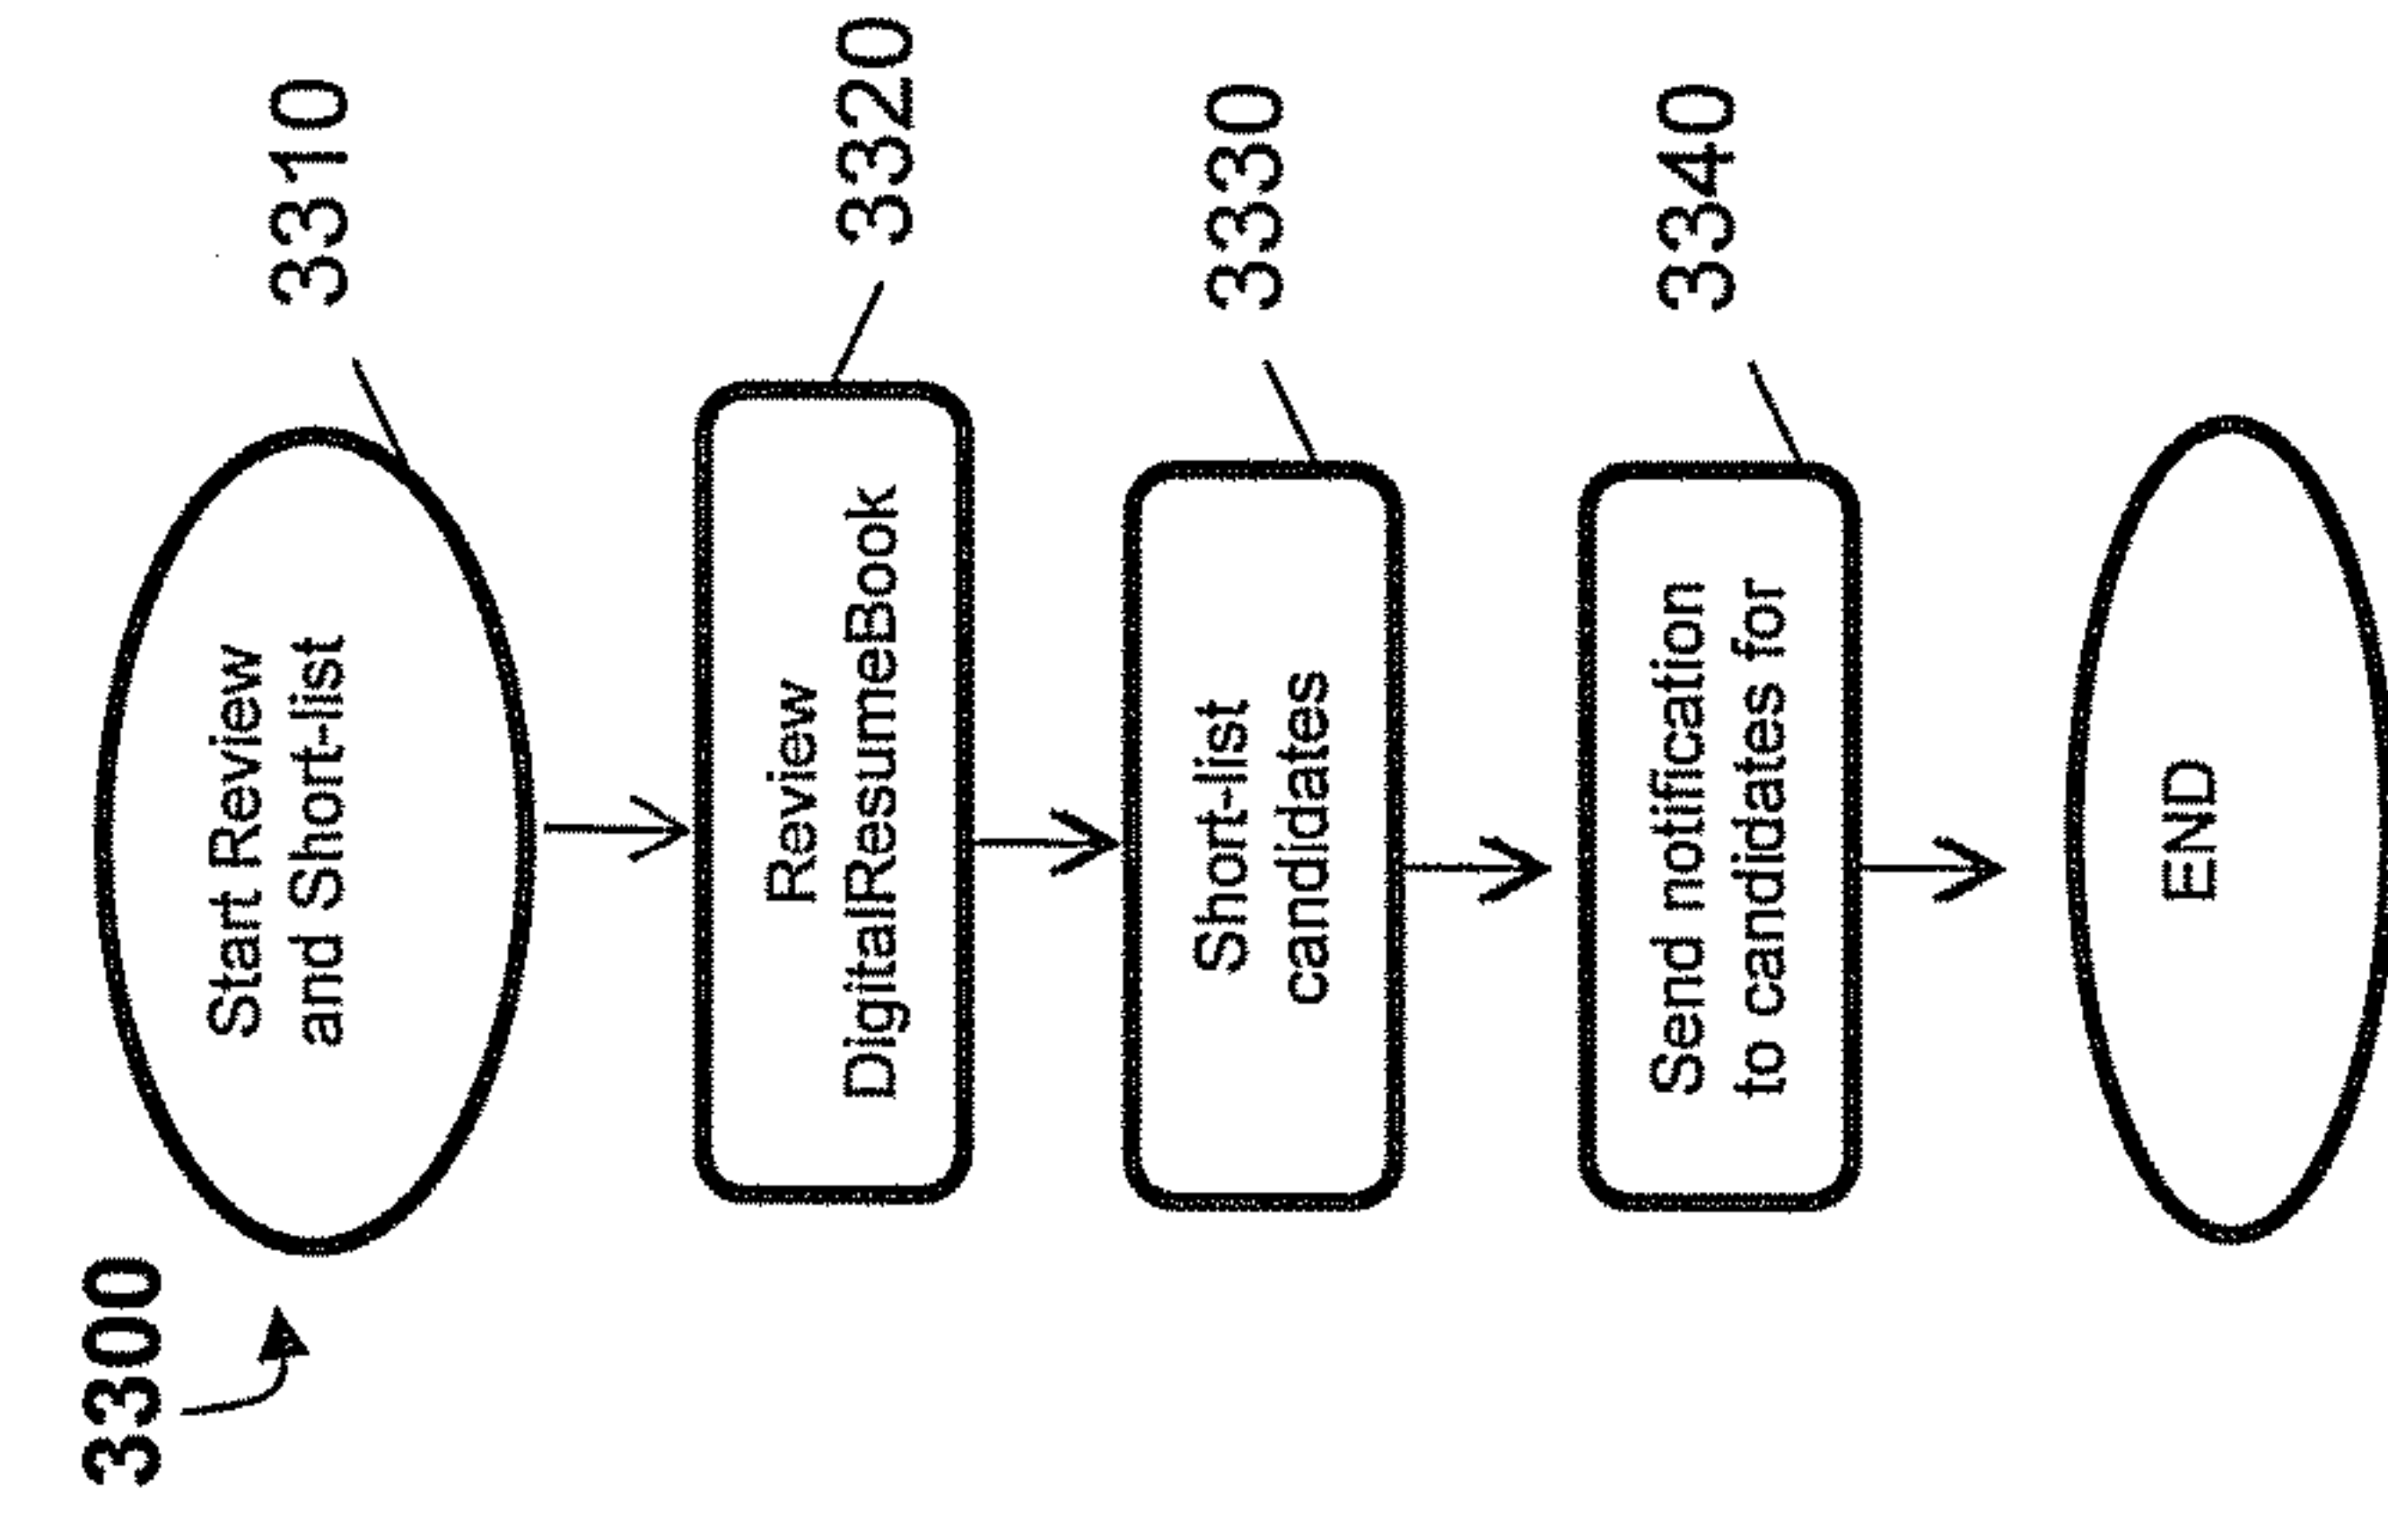 3300
Start Review
and Short-list
3310
Review
DigitalResumeBook
3320
Short-list
candidates
3330
Send notification
to candidates for
3340
END